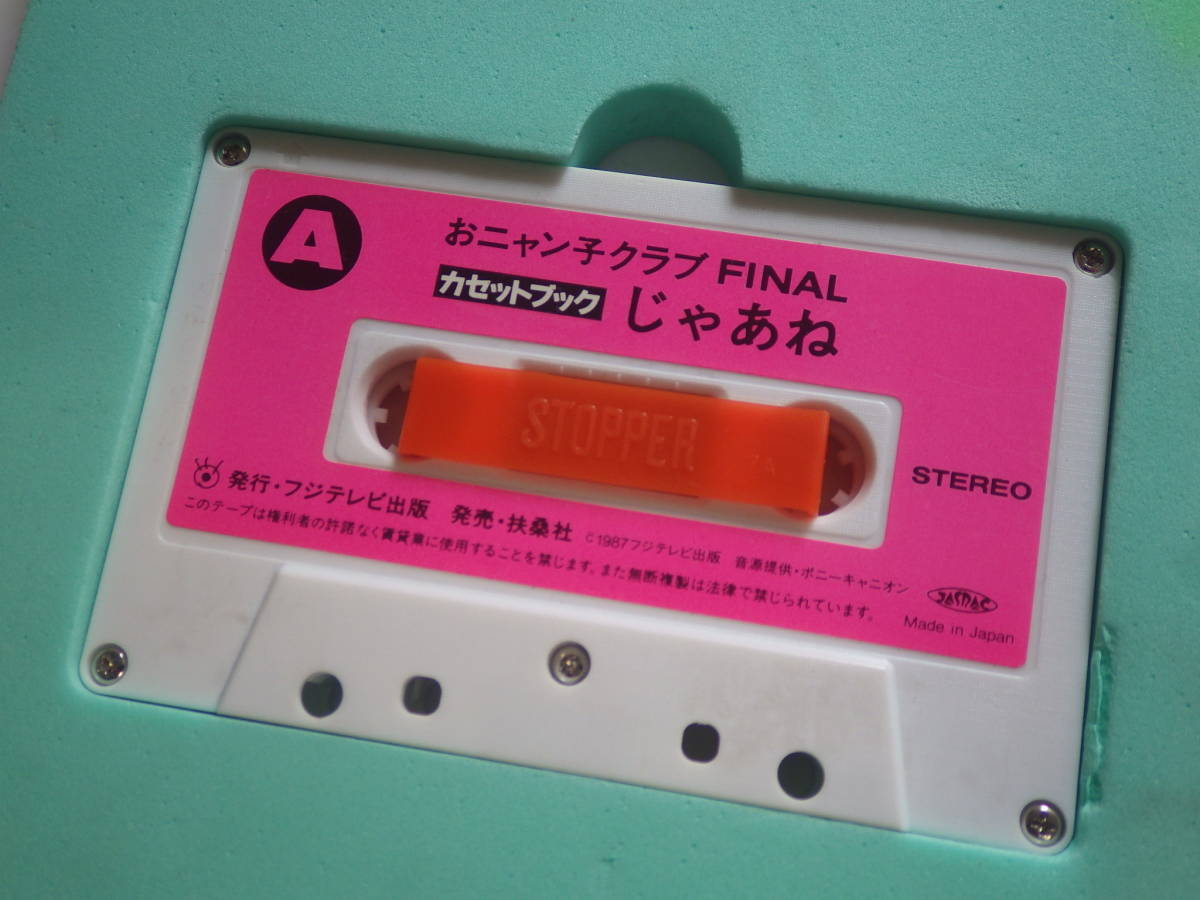 A
おニャン子クラブ FINAL
カセットブック じゃあね
STOPPER
7A
STEREO
発行・フジテレビ出版 発売・扶桑社 C1987フジテレビ出版 音源提供・ポニーキャニオン
このテープは権利者の許諾なく賃貸業に使用することを禁じます。また無断複製は法律で禁じられています。
JASRAC
Made in Japan